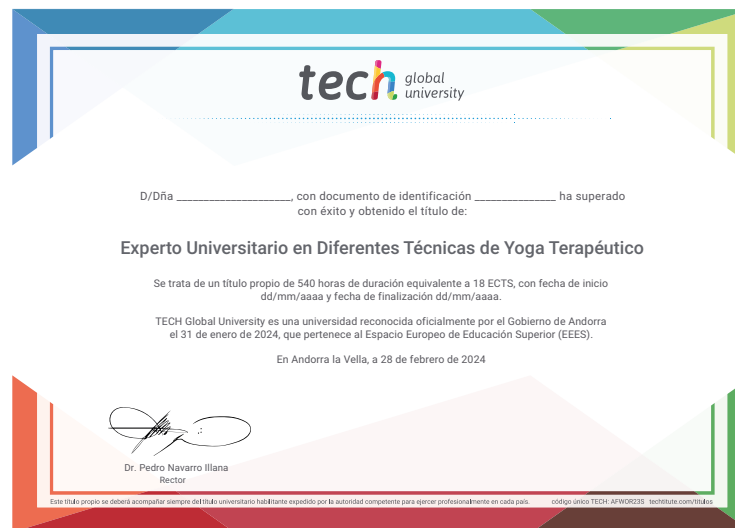 tech global university
D/Dña ______________________, con documento de identificación ________________ ha superado
con éxito y obtenido el título de:
Experto Universitario en Diferentes Técnicas de Yoga Terapéutico
Se trata de un título propio de 540 horas de duración equivalente a 18 ECTS, con fecha de inicio
dd/mm/aaaa y fecha de finalización dd/mm/aaaa.
TECH Global University es una universidad reconocida oficialmente por el Gobierno de Andorra
el 31 de enero de 2024, que pertenece al Espacio Europeo de Educación Superior (EEES).
En Andorra la Vella, a 28 de febrero de 2024
Dr. Pedro Navarro Illana
Rector
Este título propio se deberá acompañar siempre del título universitario habilitante expedido por la autoridad competente para ejercer profesionalmente en cada país. código único TECH: AFWOR235 techtitute.com/titulos